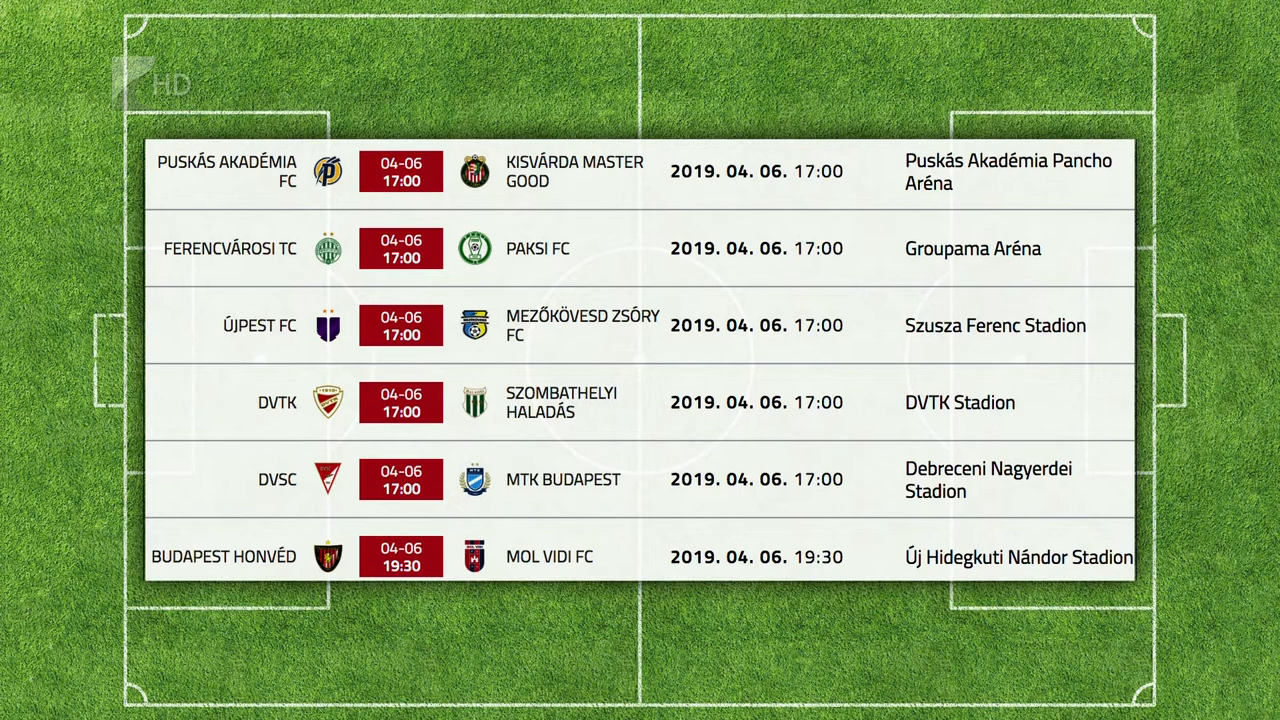 HD
PUSKÁS AKADÉMIA
FC
04-06
17:00
KISVÁRDA MASTER
GOOD
2019. 04. 06. 17:00
Puskás Akadémia Pancho
Aréna
FERENCVÁROSI TC
04-06
17:00
PAKSI FC
2019. 04. 06. 17:00
Groupama Aréna
ÚJPEST FC
04-06
17:00
MEZŐKÖVESD ZSÓRY
FC
2019. 04. 06. 17:00
Szusza Ferenc Stadion
DVTK
04-06
17:00
SZOMBATHELYI
HALADÁS
2019. 04. 06. 17:00
DVTK Stadion
DVSC
04-06
17:00
MTK BUDAPEST
2019. 04. 06. 17:00
Debreceni Nagyerdei
Stadion
BUDAPEST HONVÉD
04-06
19:30
MOL VIDI FC
2019. 04. 06. 19:30
Új Hidegkuti Nándor Stadion